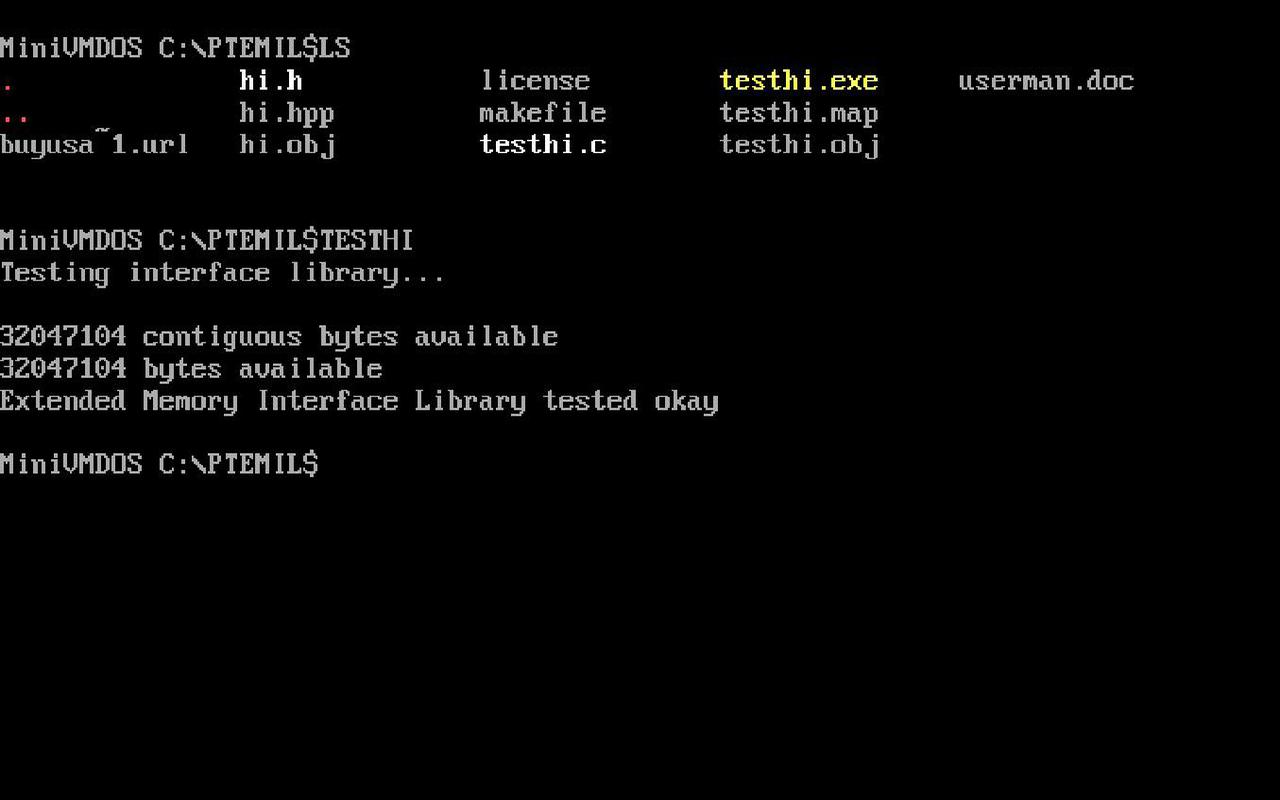 MiniVMDOS C:\PTEMIL$LS
. hi.h license testhi.exe userman.doc
.. hi.hpp makefile testhi.map
buyusa~1.url hi.obj testhi.c testhi.obj
MiniVMDOS C:\PTEMIL$TESTHI
Testing interface library...
32047104 contiguous bytes available
32047104 bytes available
Extended Memory Interface Library tested okay
MiniVMDOS C:\PTEMIL$